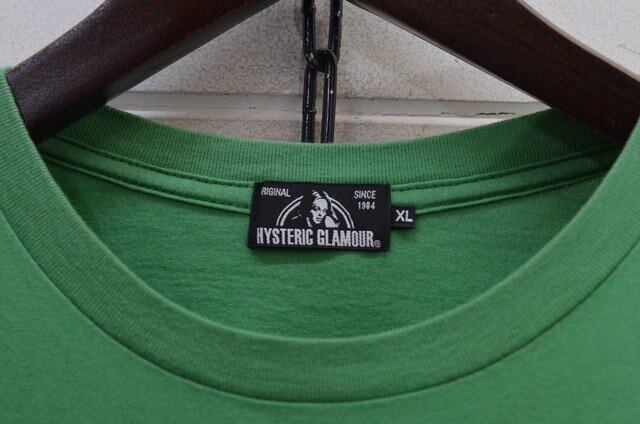 RIGINAL SINCE
1984
HYSTERIC GLAMOUR®
XL